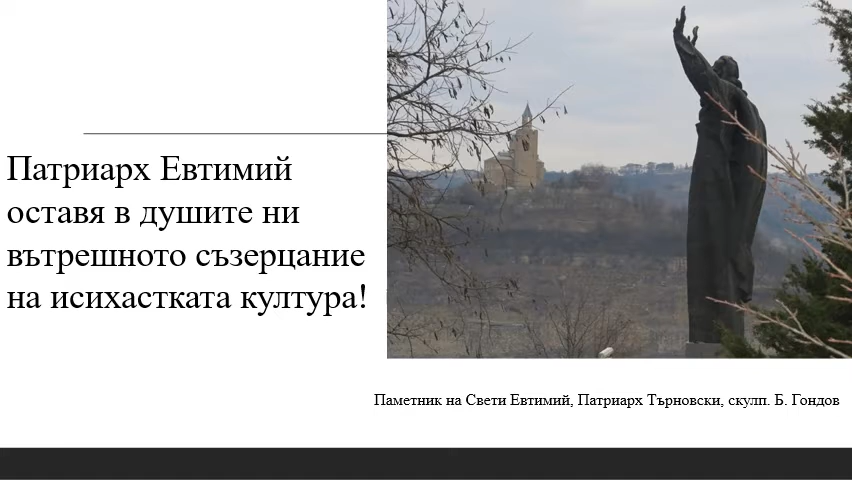 Патриарх Евтимий
оставя в душите ни
вътрешното съзерцание
на исихастката култура!
Паметник на Свети Евтимий, Патриарх Търновски, скулп. Б. Гондов